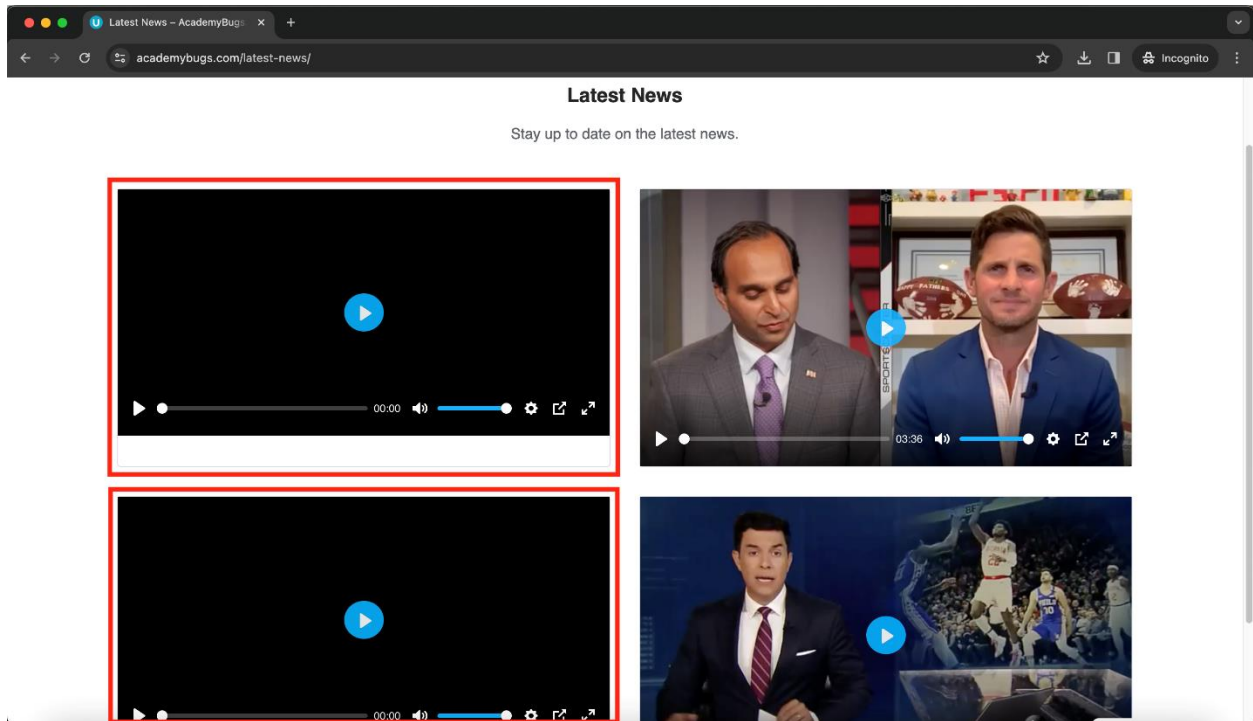 Latest News – AcademyBugs
academybugs.com/latest-news/
Incognito
Latest News
Stay up to date on the latest news.
00:00
03:36
00:00